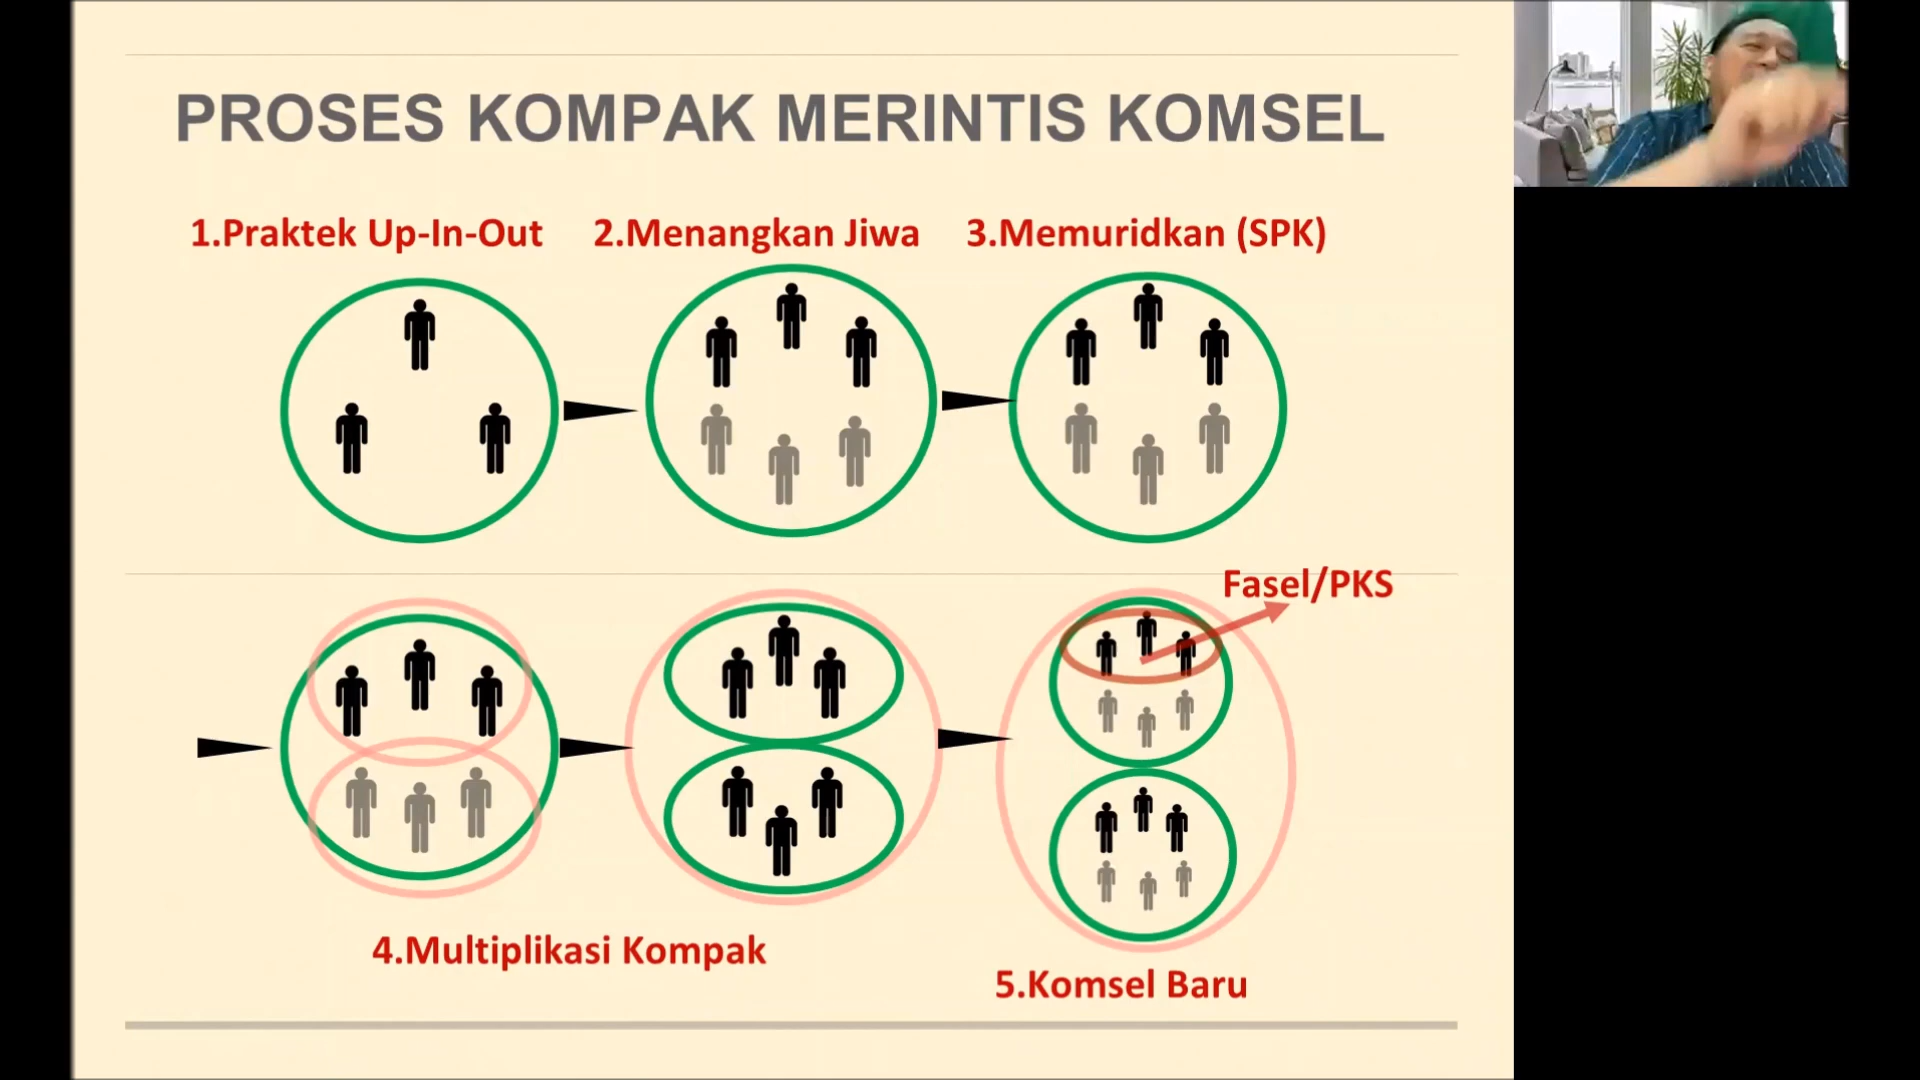 PROSES KOMPAK MERINTIS KOMSEL
1.Praktek Up-In-Out
2.Menangkan Jiwa
3.Memuridkan (SPK)
Fasel/PKS
4.Multiplikasi Kompak
5.Komsel Baru